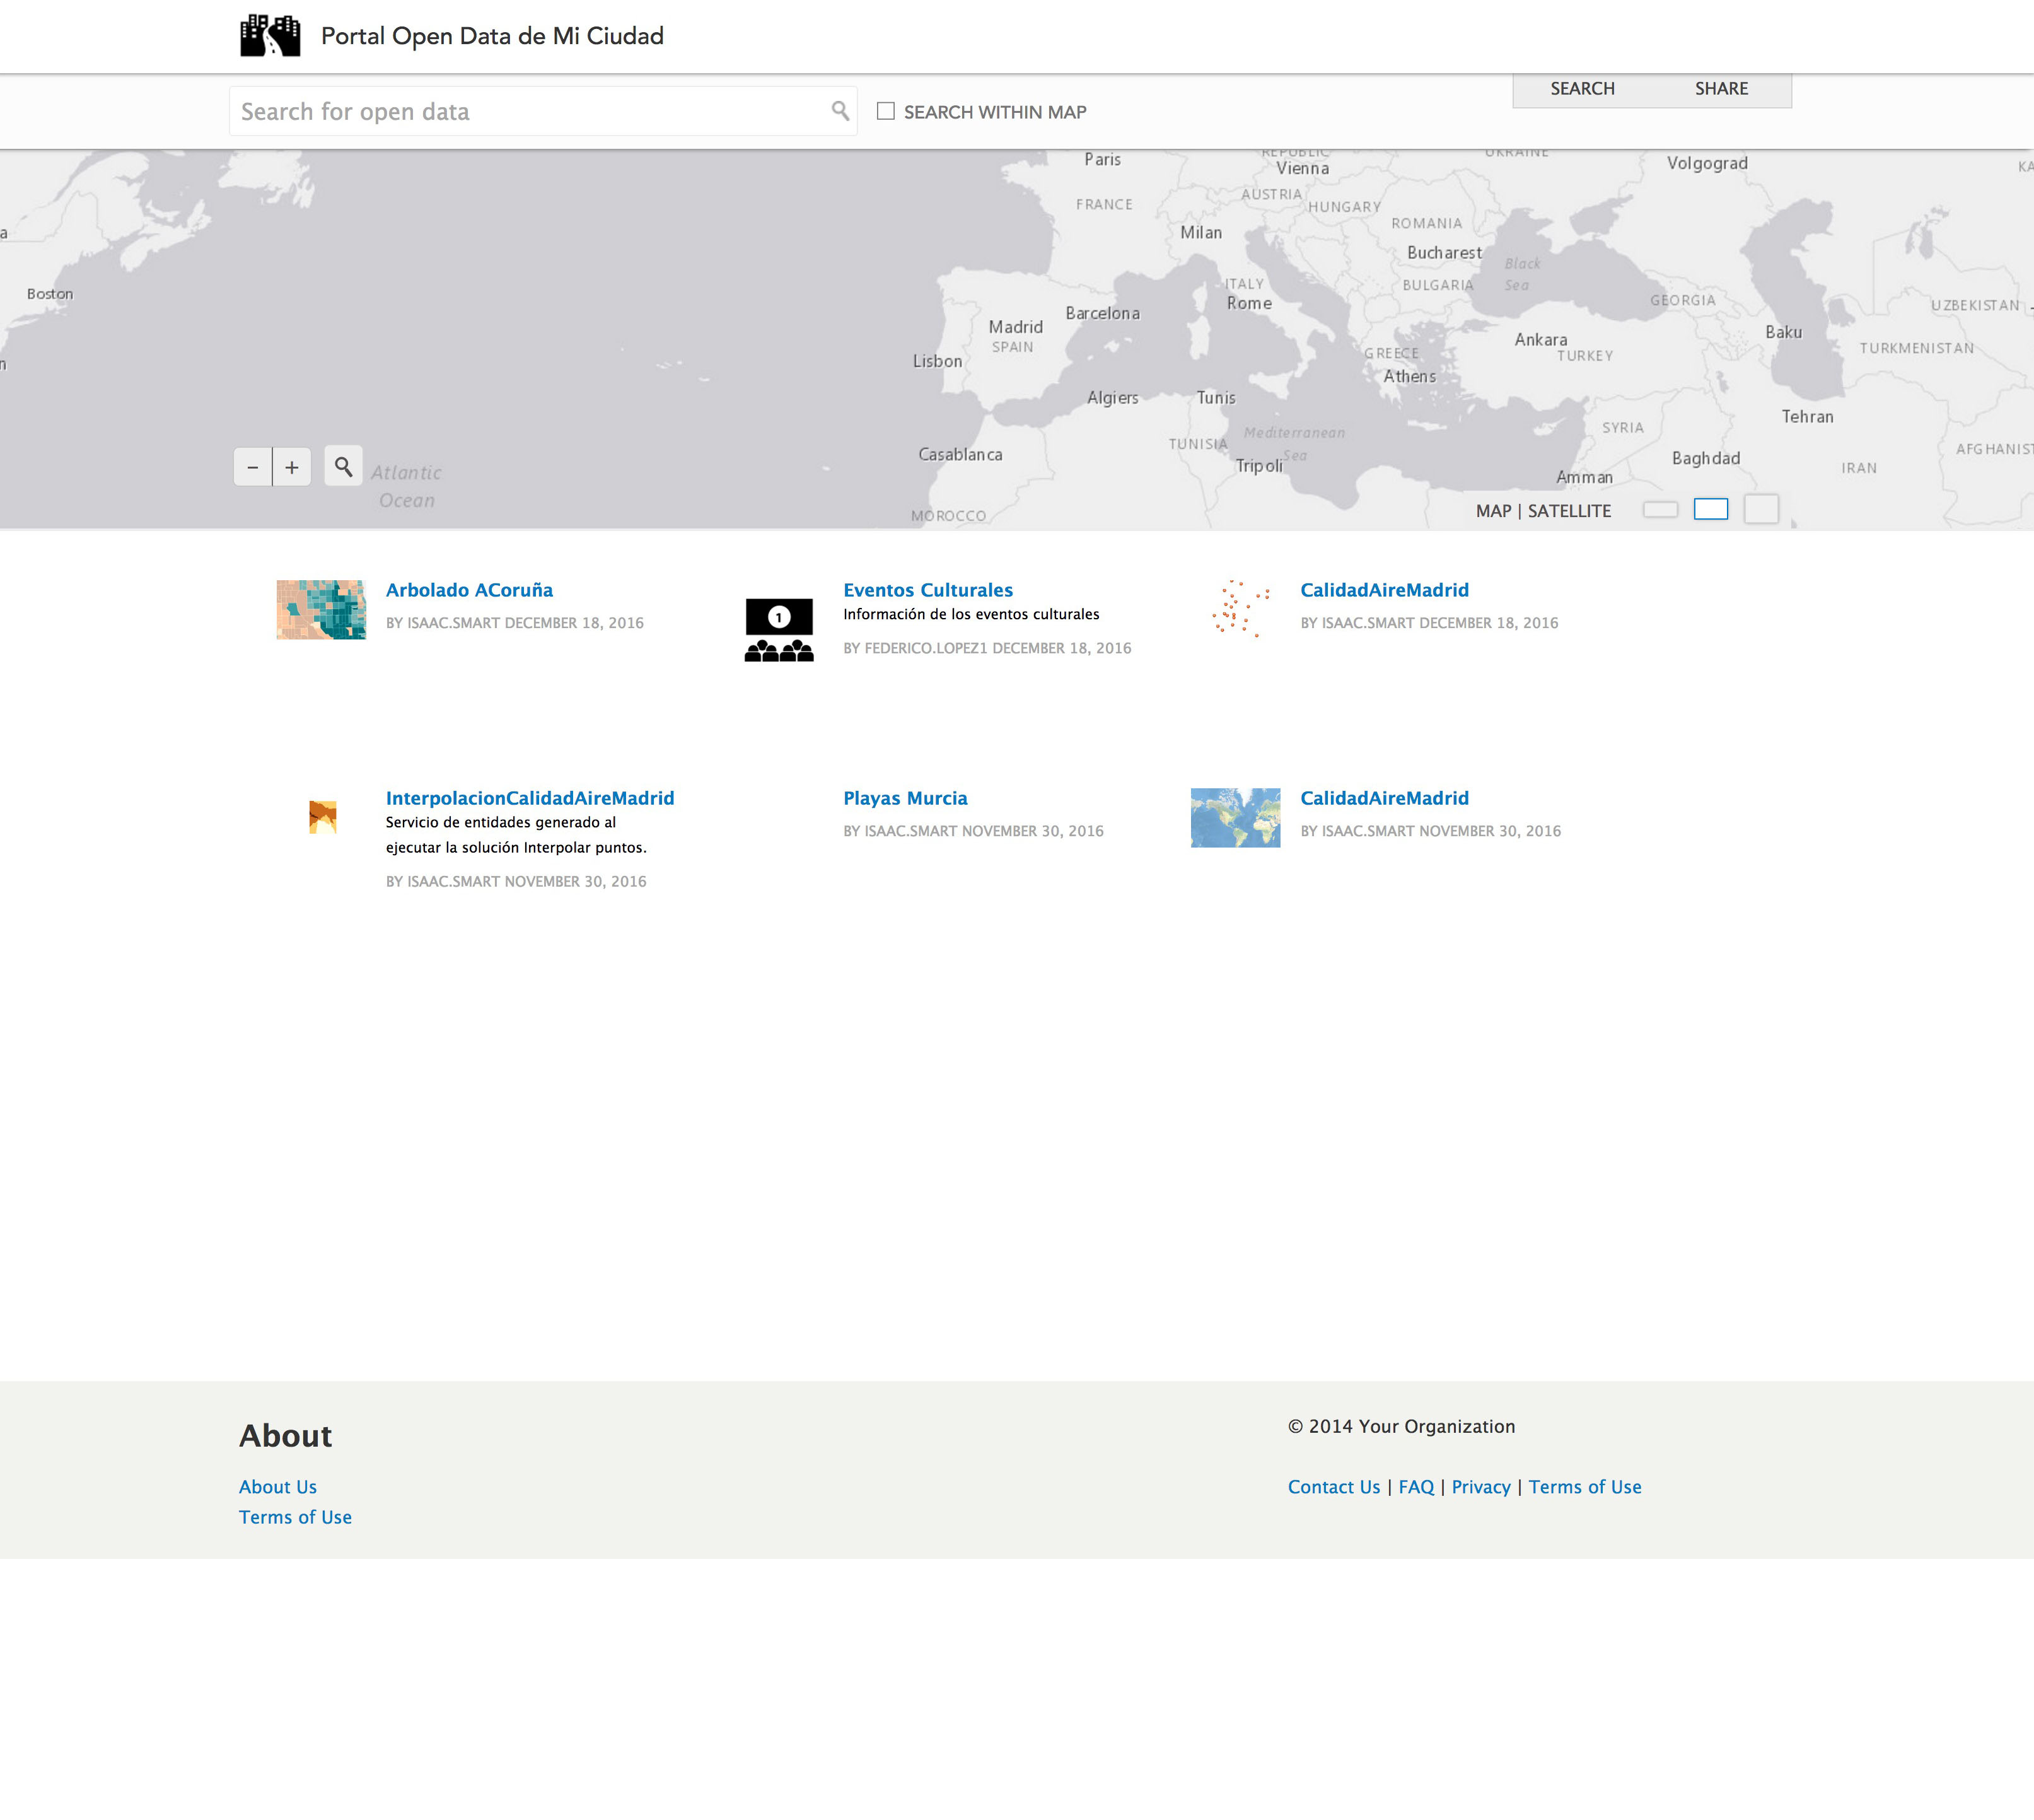 Portal Open Data de Mi Ciudad
SEARCH SHARE
Search for open data
SEARCH WITHIN MAP
Paris
REPUBLIC
Vienna
UKRAINE
Volgograd
KA
FRANCE
AUSTRIA
HUNGARY
ROMANIA
a
Milan
Bucharest
Black
Sea
Boston
ITALY
Rome
BULGARIA
GEORGIA
UZBEKISTAN
Barcelona
Madrid
SPAIN
Ankara
TURKEY
Baku
TURKMENISTAN
Lisbon
GREECE
Athens
n
Algiers
Tunis
Tehran
Mediterranean
Sea
TUNISIA
SYRIA
Casablanca
Tripoli
Baghdad
AFGHANIST
IRAN
Amman
− +
Atlantic
Ocean
MOROCCO
MAP | SATELLITE
Arbolado ACoruña
BY ISAAC.SMART DECEMBER 18, 2016
1
Eventos Culturales
Información de los eventos culturales
BY FEDERICO.LOPEZ1 DECEMBER 18, 2016
CalidadAireMadrid
BY ISAAC.SMART DECEMBER 18, 2016
InterpolacionCalidadAireMadrid
Servicio de entidades generado al
ejecutar la solución Interpolar puntos.
BY ISAAC.SMART NOVEMBER 30, 2016
Playas Murcia
BY ISAAC.SMART NOVEMBER 30, 2016
CalidadAireMadrid
BY ISAAC.SMART NOVEMBER 30, 2016
About
About Us
Terms of Use
© 2014 Your Organization
Contact Us | FAQ | Privacy | Terms of Use